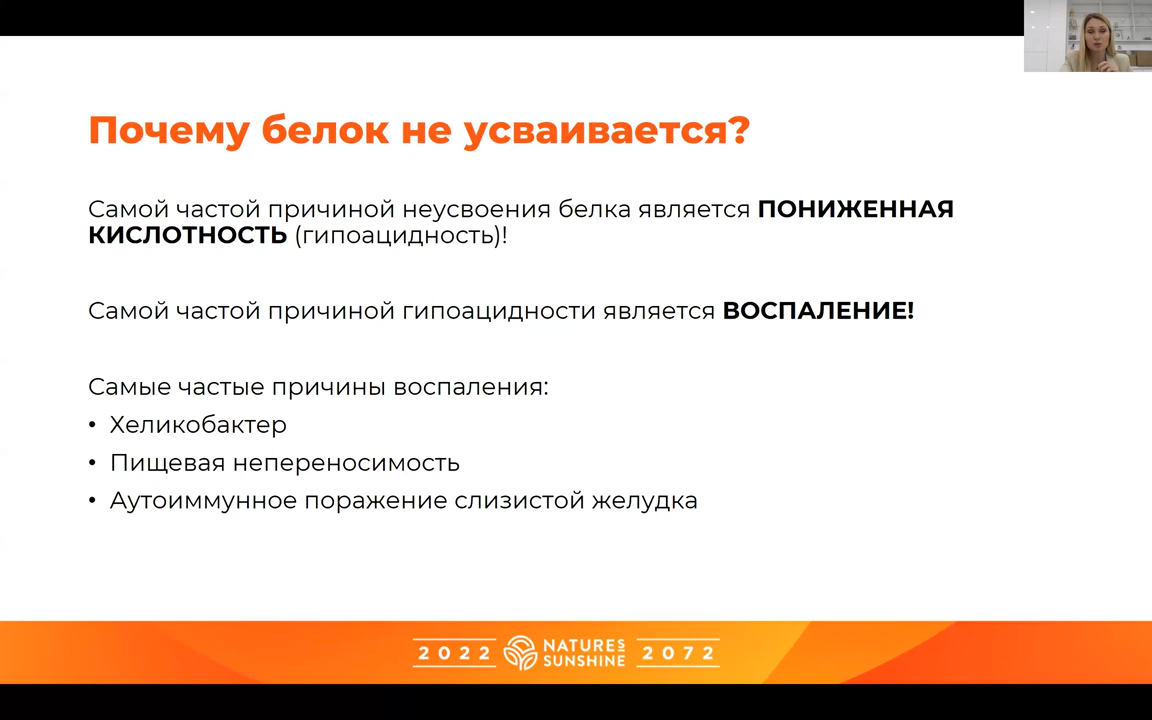 Почему белок не усваивается?
Самой частой причиной неусвоения белка является ПОНИЖЕННАЯ
КИСЛОТНОСТЬ (гипоацидность)!
Самой частой причиной гипоацидности является ВОСПАЛЕНИЕ!
Самые частые причины воспаления:
• Хеликобактер
• Пищевая непереносимость
• Аутоиммунное поражение слизистой желудка
2022 NATURE'S SUNSHINE 2072